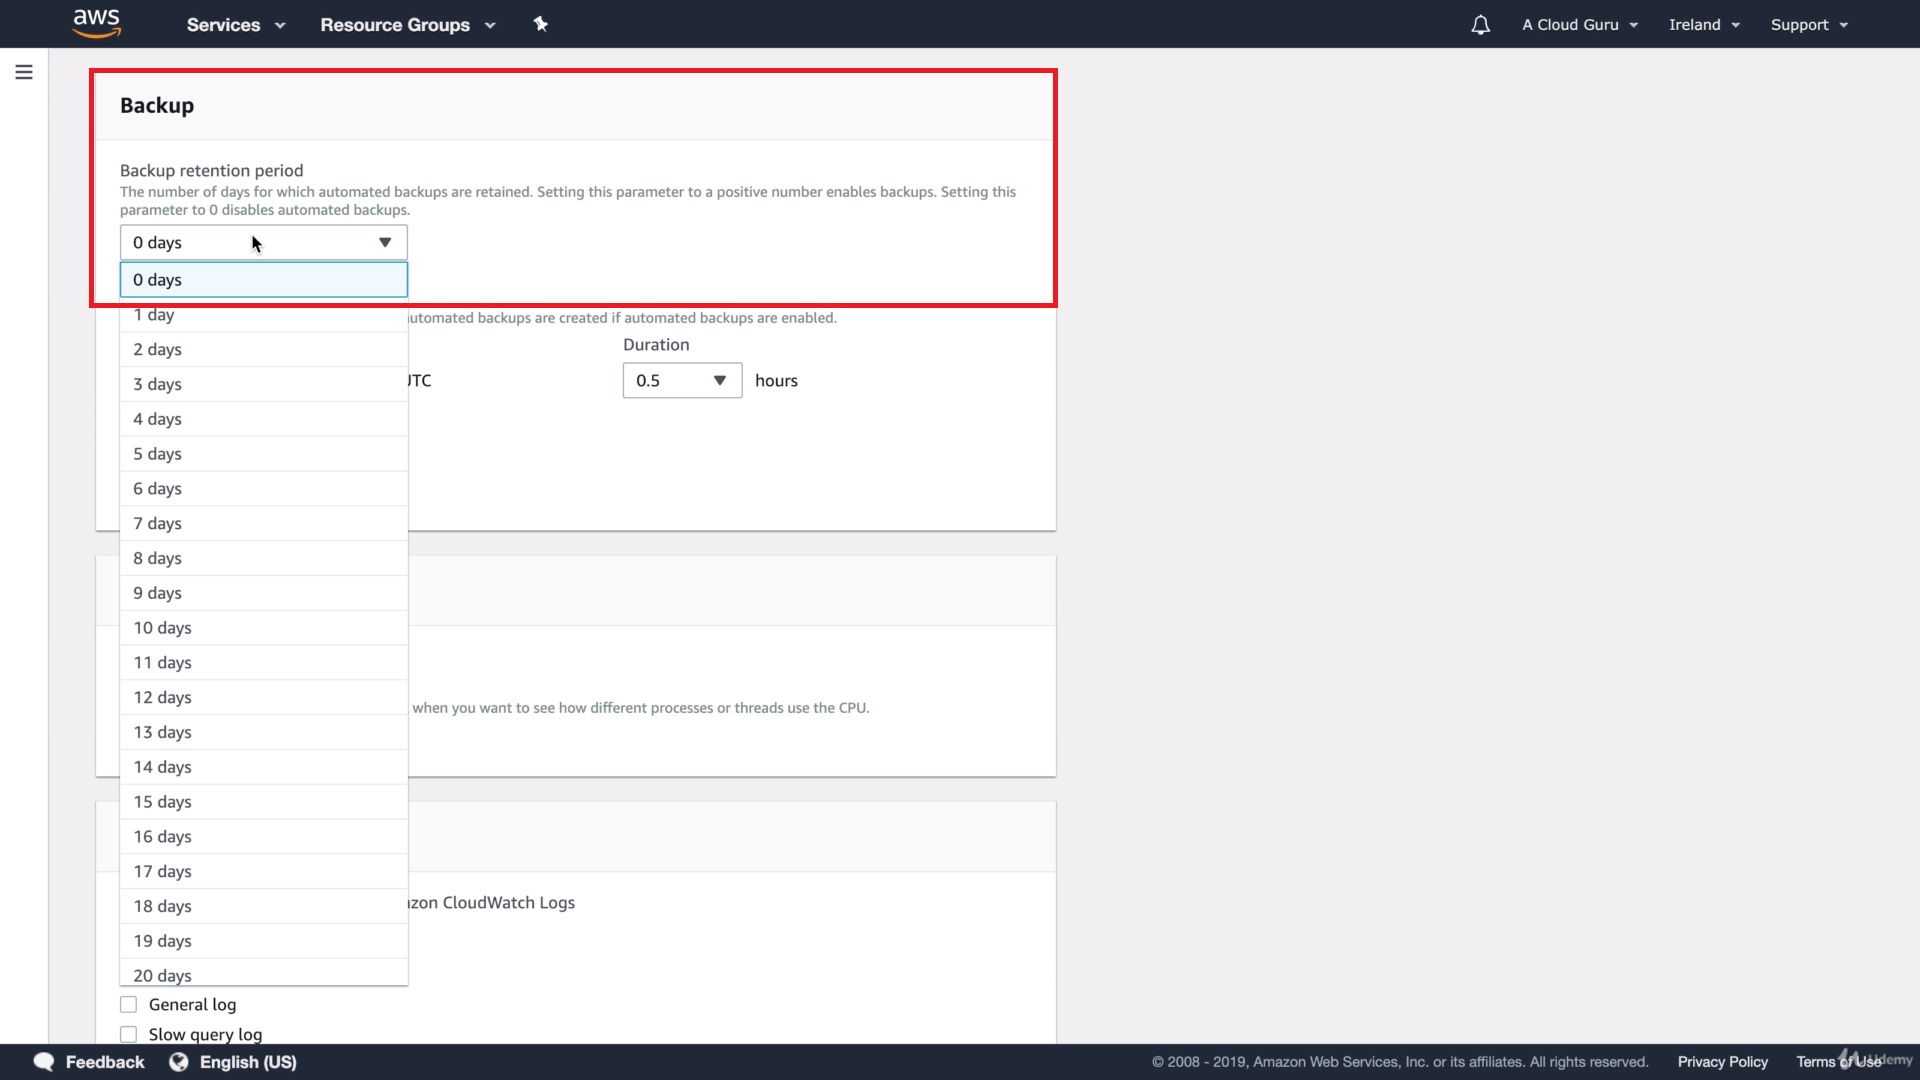 aws
Services
Resource Groups
A Cloud Guru
Ireland
Support
Backup
Backup retention period
The number of days for which automated backups are retained. Setting this parameter to a positive number enables backups. Setting this
parameter to 0 disables automated backups.
0 days
0 days
1 day
automated backups are created if automated backups are enabled.
Duration
2 days
3 days
UTC
0.5
hours
4 days
5 days
6 days
7 days
8 days
9 days
10 days
11 days
12 days
when you want to see how different processes or threads use the CPU.
13 days
14 days
15 days
16 days
17 days
18 days
CloudWatch Logs
19 days
20 days
General log
Slow query log
Feedback
English (US)
© 2008 - 2019, Amazon Web Services, Inc. or its affiliates. All rights reserved.
Privacy Policy
Terms of Use
Udemy